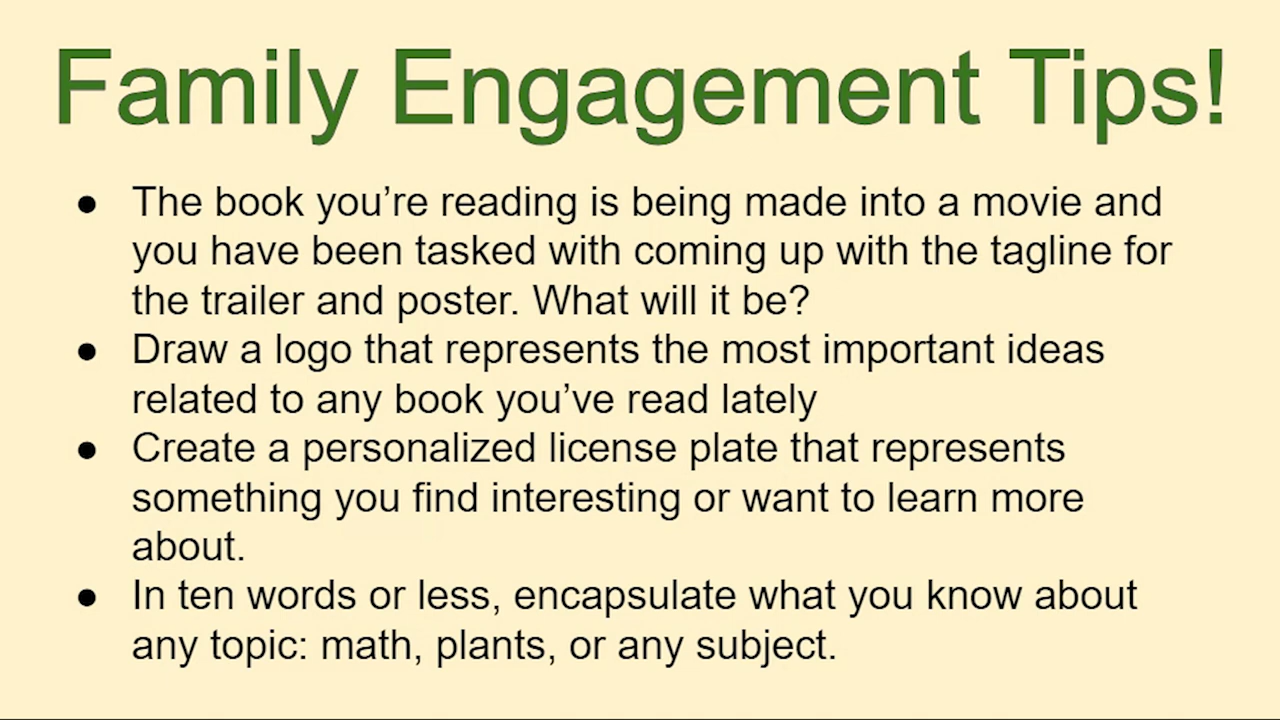 Family Engagement Tips!
● The book you’re reading is being made into a movie and
you have been tasked with coming up with the tagline for
the trailer and poster. What will it be?
● Draw a logo that represents the most important ideas
related to any book you’ve read lately
● Create a personalized license plate that represents
something you find interesting or want to learn more
about.
● In ten words or less, encapsulate what you know about
any topic: math, plants, or any subject.